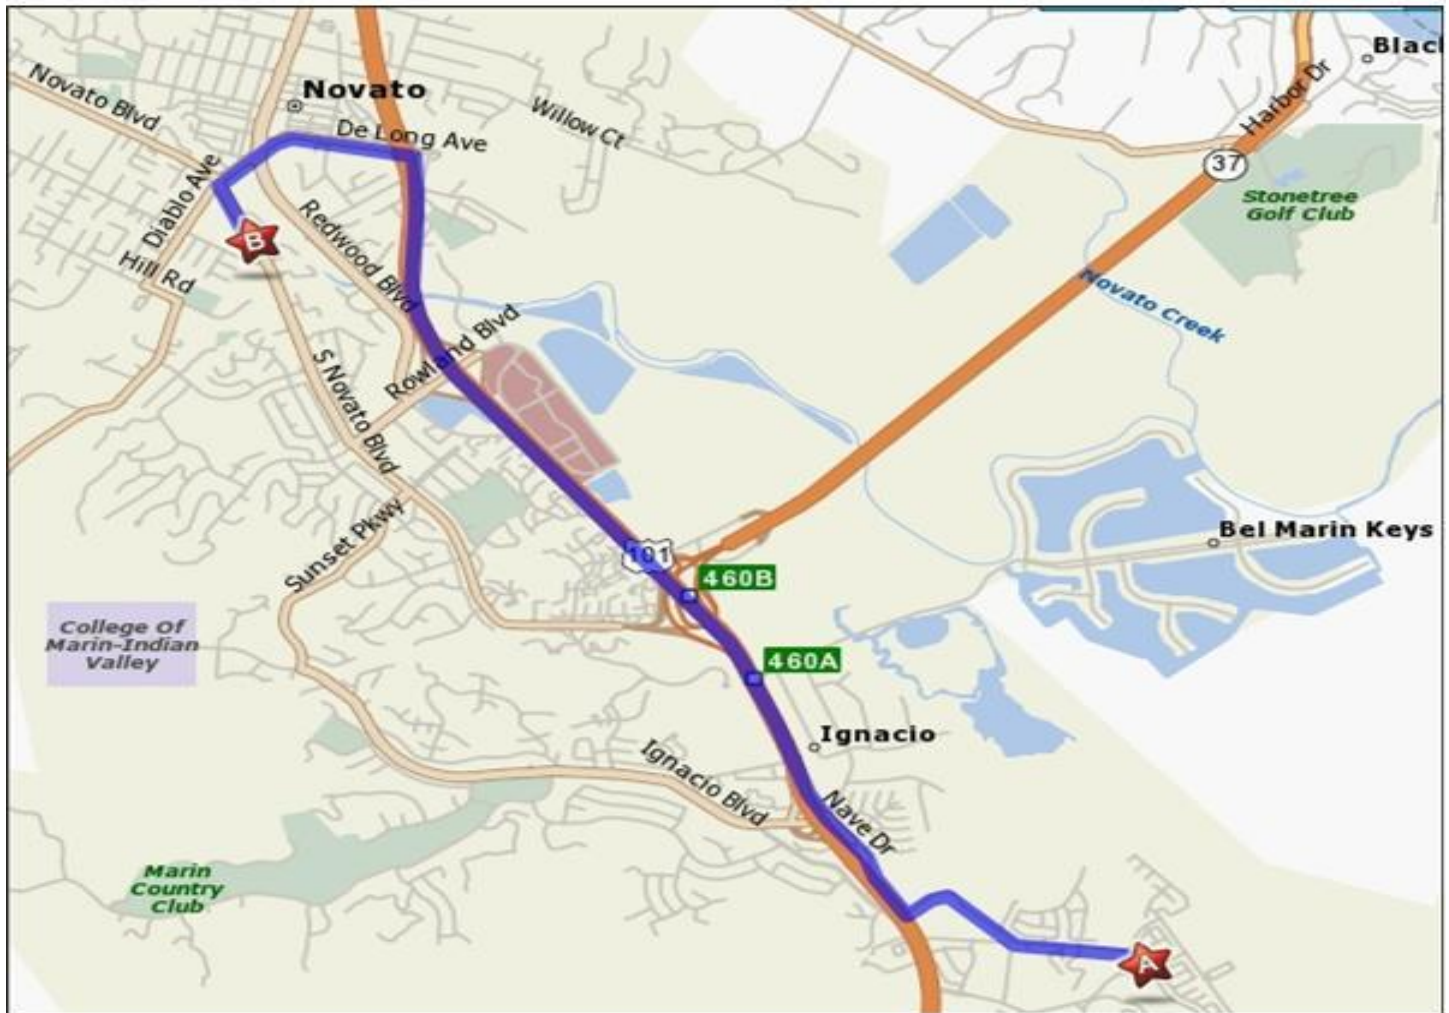 Blac
Harbor Dr
Novato Blvd
Novato
Willow Ct
De Long Ave
37
Stonetree
Golf Club
Diablo Ave
Redwood Blvd
B
Hill Rd
Novato Creek
Rowland Blvd
S Novato Blvd
Sunset Pkwy
101
460B
Bel Marin Keys
College Of
Marin-Indian
Valley
460A
Ignacio
Ignacio Blvd
Nave Dr
Marin
Country
Club
A